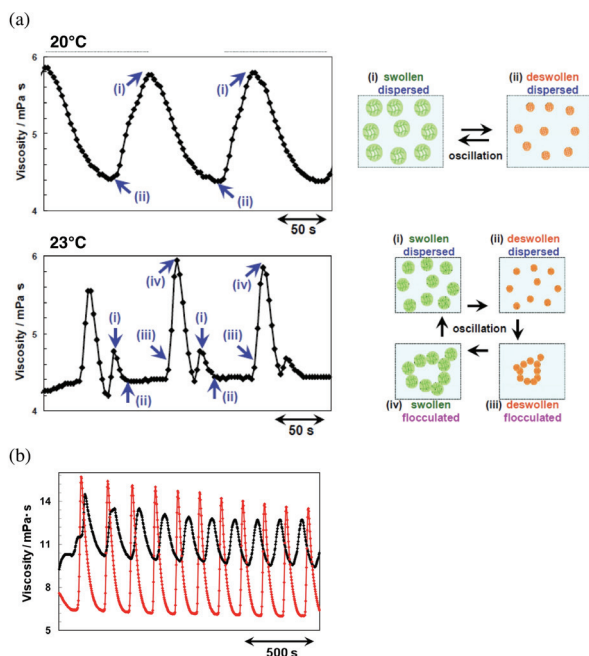 (a)
20°C
6
5
4
Viscosity / mPa·s
(i)
(i)
(ii)
(ii)
50 s
(i) swollen
dispersed
(ii) deswollen
dispersed
oscillation
23°C
6
5
4
Viscosity / mPa·s
(iv)
(iv)
(i)
(i)
(iii)
(iii)
(ii)
(ii)
50 s
(i) swollen
dispersed
(ii) deswollen
dispersed
oscillation
(iv) swollen
flocculated
(iii) deswollen
flocculated
(b)
14
11
8
5
Viscosity / mPa·s
500 s